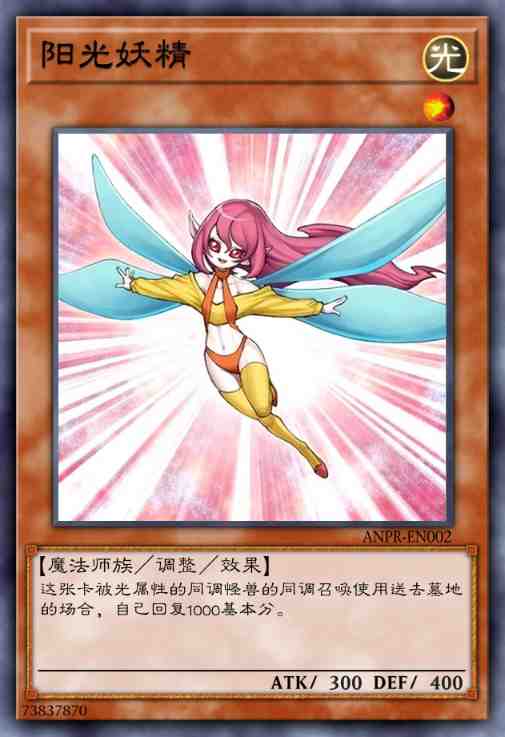 阳光妖精
光
ANPR-EN002
【魔法师族／调整／效果】
这张卡被光属性的同调怪兽的同调召唤使用送去墓地
的场合，自己回复1000基本分。
ATK/ 300 DEF/ 400
73837870